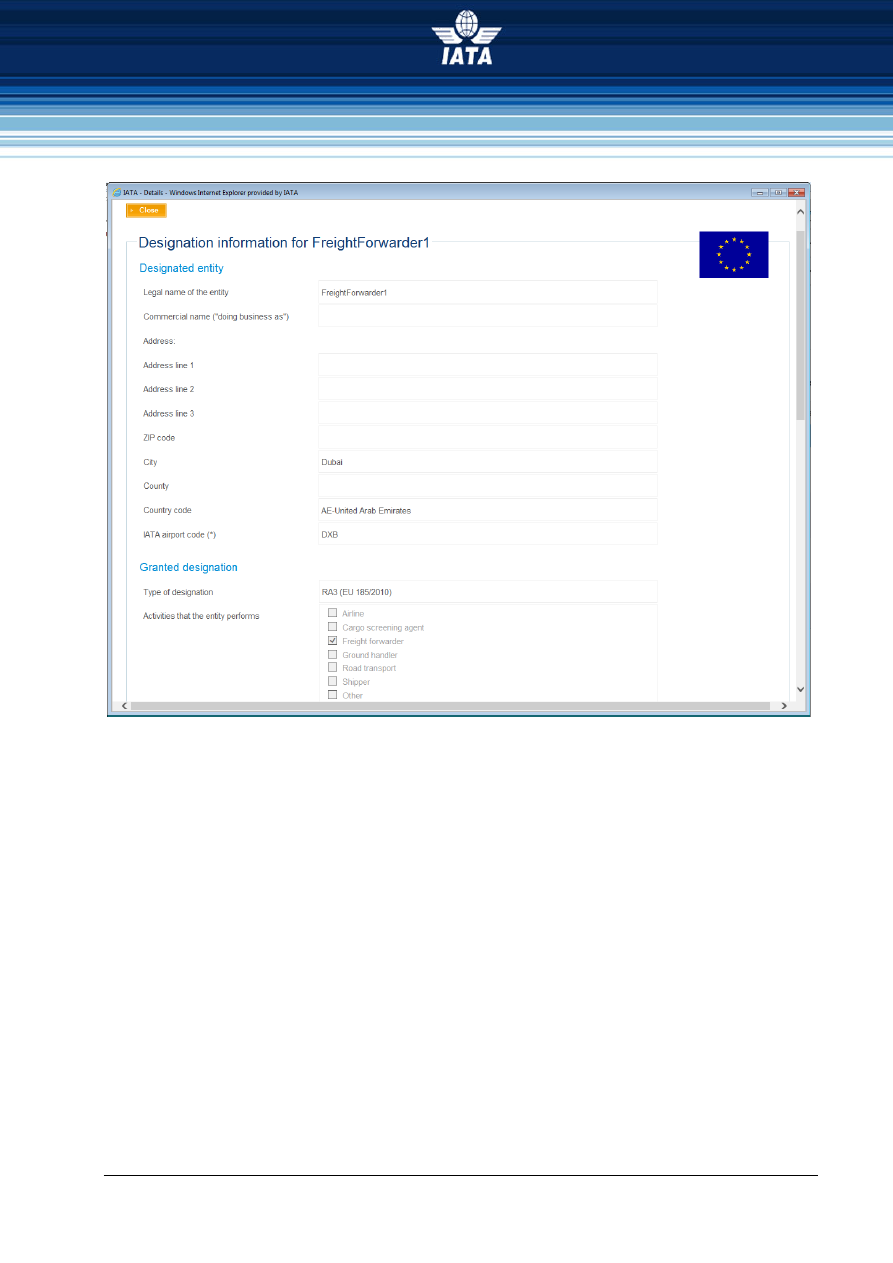 IATA
IATA - Details - Windows Internet Explorer provided by IATA
Close
Designation information for FreightForwarder1
Designated entity
Legal name of the entity FreightForwarder1
Commercial name ("doing business as")
Address:
Address line 1
Address line 2
Address line 3
ZIP code
City Dubai
County
Country code AE-United Arab Emirates
IATA airport code (*) DXB
Granted designation
Type of designation RA3 (EU 185/2010)
Activities that the entity performs
Airline
Cargo screening agent
Freight forwarder
Ground handler
Road transport
Shipper
Other